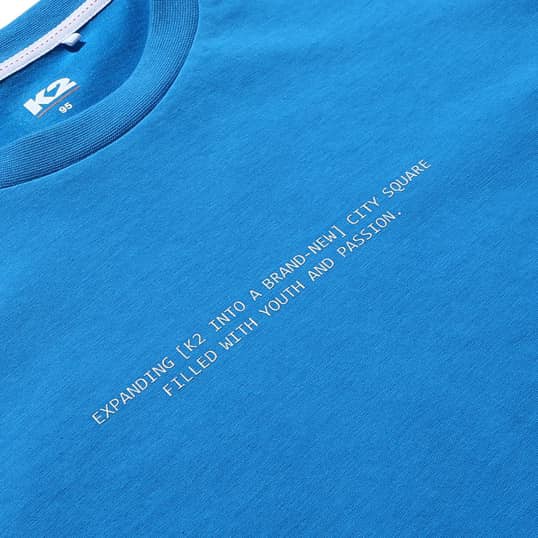 K2
95
EXPANDING [K2 INTO A BRAND-NEW] CITY SQUARE
FILLED WITH YOUTH AND PASSION.